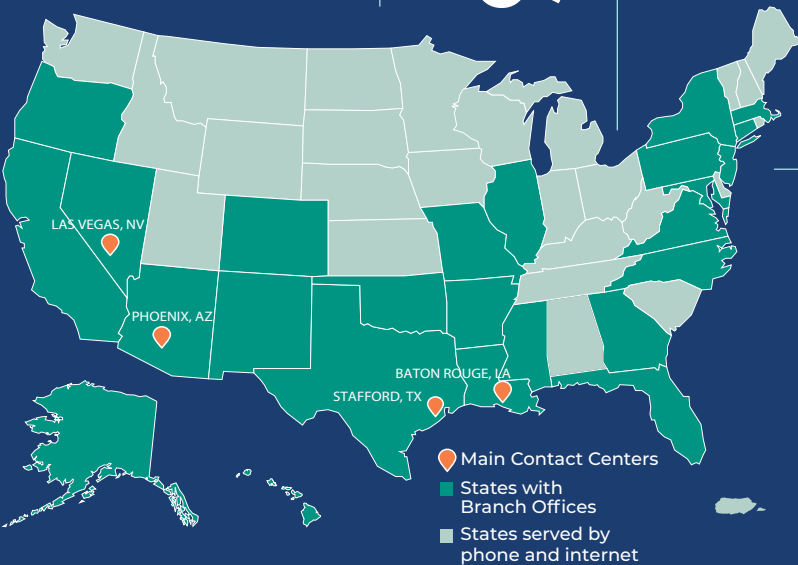 LAS VEGAS, NV
PHOENIX, AZ
BATON ROUGE, LA
STAFFORD, TX
Main Contact Centers
States with
Branch Offices
States served by
phone and internet